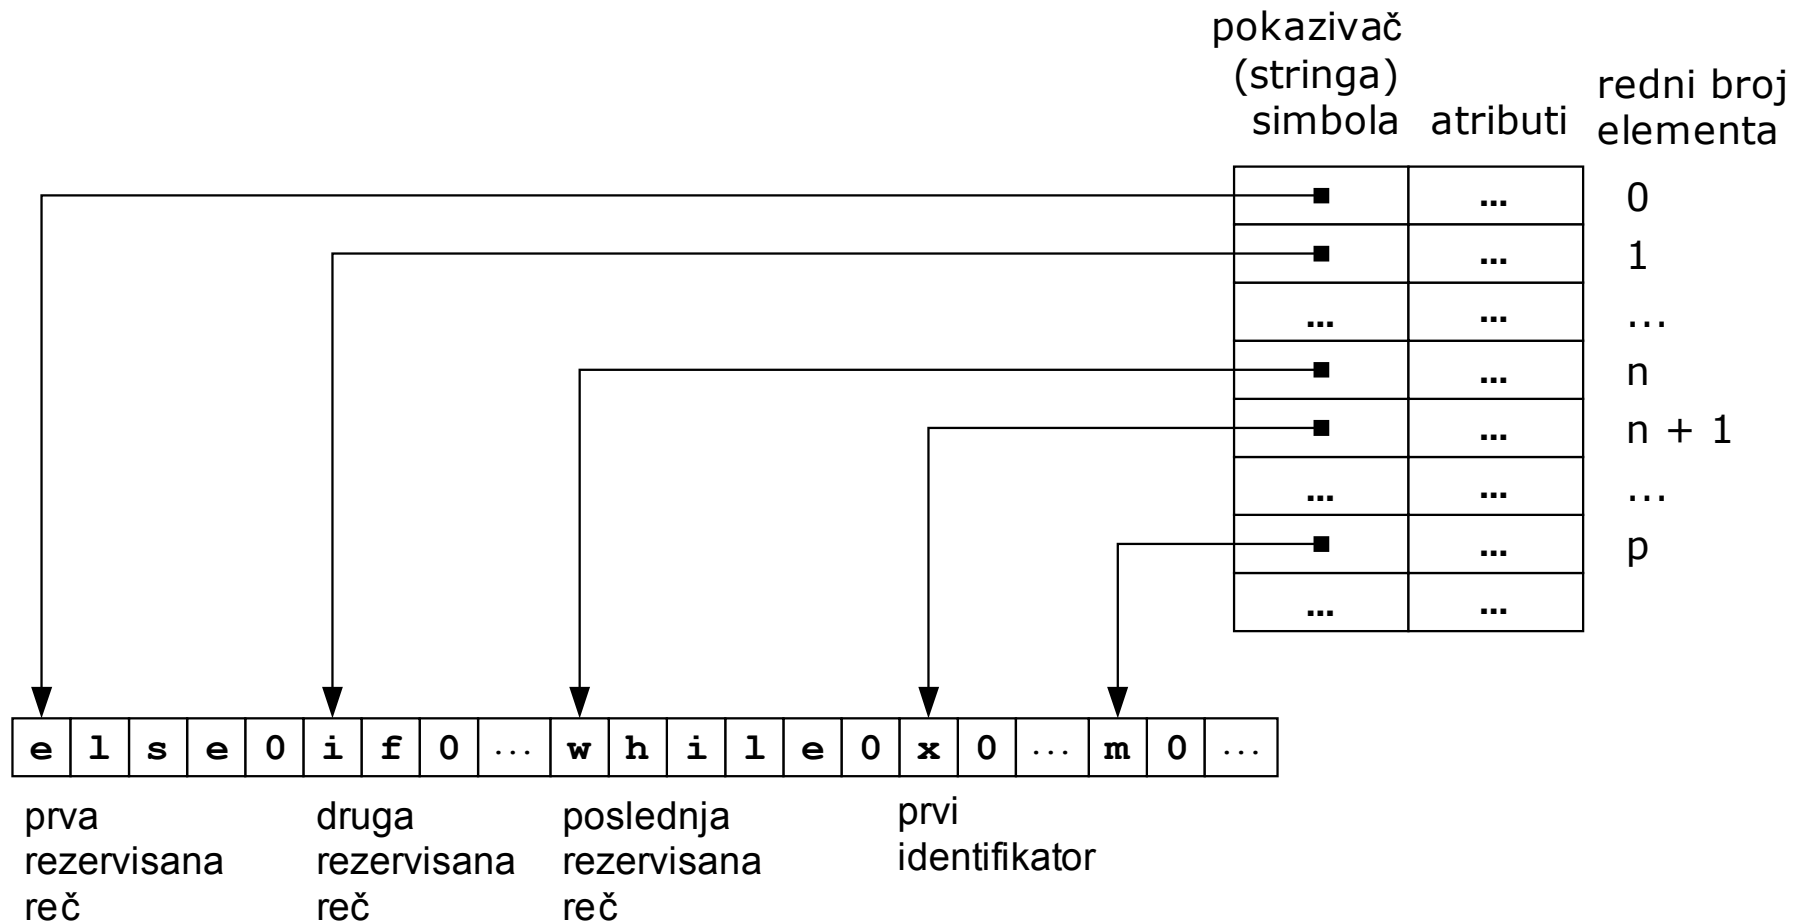 pokazivač
(stringa)
simbola
atributi
redni broj
elementa
... 0
... 1
... ... ...
... n
... n + 1
... ... ...
... p
... ...
e l s e 0 i f 0 ... w h i l e 0 x 0 ... m 0 ...
prva
rezervisana
reč
druga
rezervisana
reč
poslednja
rezervisana
reč
prvi
identifikator